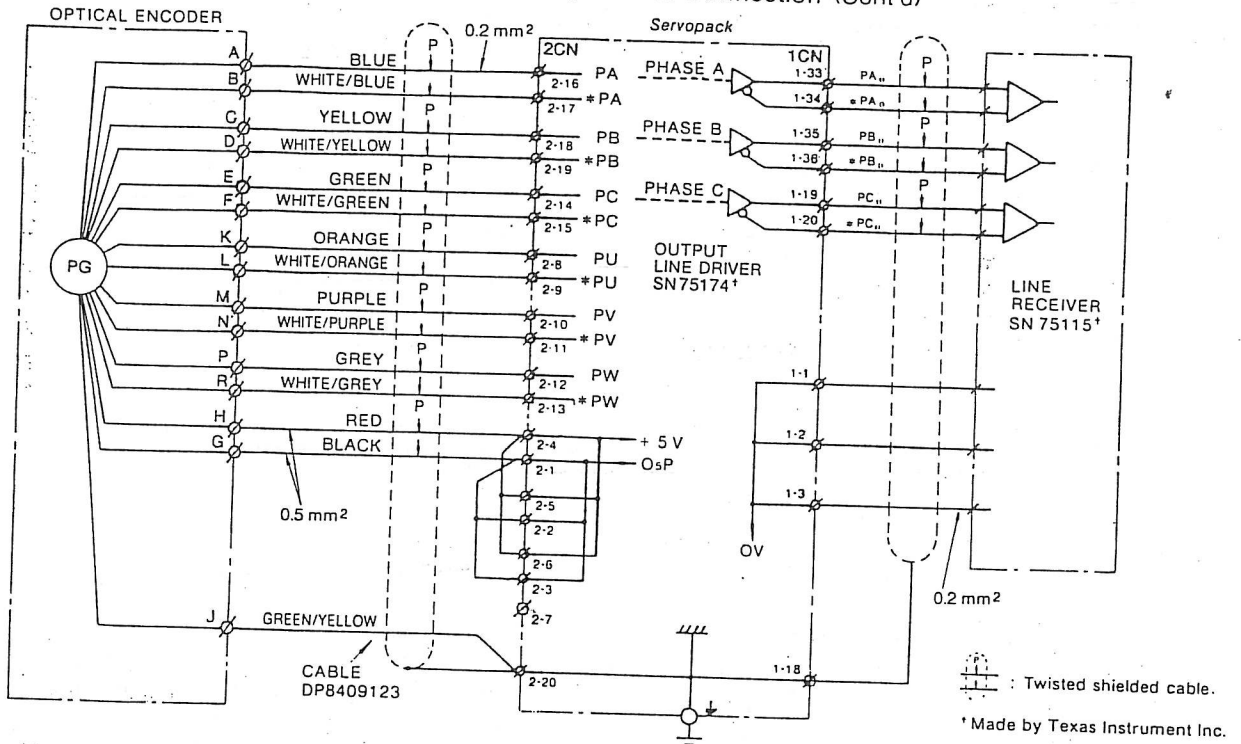 (Cont'd)
OPTICAL ENCODER
Servopack
0.2 mm²
2CN
1CN
P
P
A BLUE 2-16 PA
B WHITE/BLUE 2-17 *PA
PHASE A 1-33 PA"
1-34 *PA"
P
P
C YELLOW 2-18 PB
D WHITE/YELLOW 2-19 *PB
PHASE B 1-35 PB"
1-36 *PB"
P
P
E GREEN 2-14 PC
F WHITE/GREEN 2-15 *PC
PHASE C 1-19 PC"
1-20 *PC"
P
K ORANGE 2-8 PU
L WHITE/ORANGE 2-9 *PU
PG
OUTPUT
LINE DRIVER
SN75174†
LINE
RECEIVER
SN 75115†
P
M PURPLE 2-10 PV
N WHITE/PURPLE 2-11 *PV
P
P GREY 2-12 PW
R WHITE/GREY 2-13 *PW
P
H RED 2-4 + 5 V
G BLACK 2-1 OsP
0.5 mm²
2-5
2-2
2-6
2-3
2-7
1-1
1-2
1-3
OV
0.2 mm²
J GREEN/YELLOW
CABLE
DP8409123
2-20
1-18
P : Twisted shielded cable.
† Made by Texas Instrument Inc.